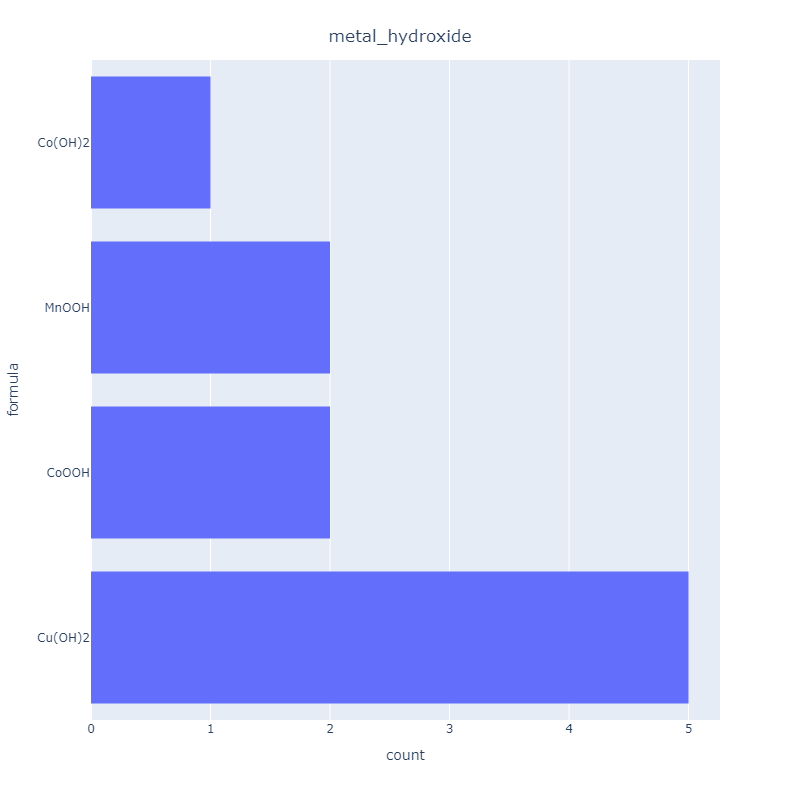 metal_hydroxide
Co(OH)2
MnOOH
CoOOH
Cu(OH)2
formula
0 1 2 3 4 5
count